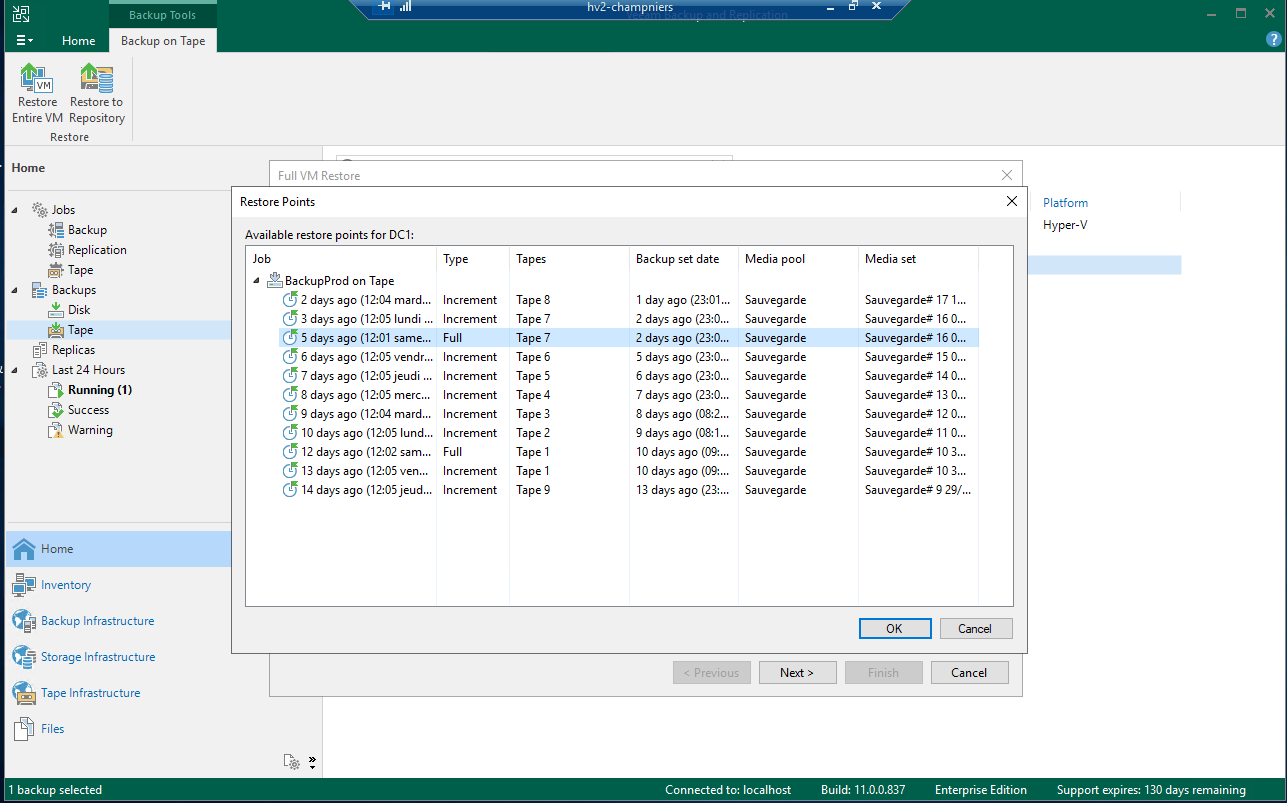 Backup Tools
hv2-champniers
Veeam Backup and Replication
Home
Backup on Tape
Restore Entire VM
Restore to Repository
Restore
Home
Jobs
Backup
Replication
Tape
Backups
Disk
Tape
Replicas
Last 24 Hours
Running (1)
Success
Warning
Home
Inventory
Backup Infrastructure
Storage Infrastructure
Tape Infrastructure
Files
Platform
Hyper-V
Full VM Restore
Restore Points
Available restore points for DC1:
Job Type Tapes Backup set date Media pool Media set
BackupProd on Tape
2 days ago (12:04 mard... Increment Tape 8 1 day ago (23:01... Sauvegarde Sauvegarde# 17 1...
3 days ago (12:05 lundi ... Increment Tape 7 2 days ago (23:0... Sauvegarde Sauvegarde# 16 0...
5 days ago (12:01 same... Full Tape 7 2 days ago (23:0... Sauvegarde Sauvegarde# 16 0...
6 days ago (12:05 vendr... Increment Tape 6 5 days ago (23:0... Sauvegarde Sauvegarde# 15 0...
7 days ago (12:05 jeudi ... Increment Tape 5 6 days ago (23:0... Sauvegarde Sauvegarde# 14 0...
8 days ago (12:05 merc... Increment Tape 4 7 days ago (23:0... Sauvegarde Sauvegarde# 13 0...
9 days ago (12:04 mard... Increment Tape 3 8 days ago (08:2... Sauvegarde Sauvegarde# 12 0...
10 days ago (12:05 lund... Increment Tape 2 9 days ago (08:1... Sauvegarde Sauvegarde# 11 0...
12 days ago (12:02 sam... Full Tape 1 10 days ago (09:... Sauvegarde Sauvegarde# 10 3...
13 days ago (12:05 ven... Increment Tape 1 10 days ago (09:... Sauvegarde Sauvegarde# 10 3...
14 days ago (12:05 jeud... Increment Tape 9 13 days ago (23:... Sauvegarde Sauvegarde# 9 29/...
OK
Cancel
< Previous
Next >
Finish
Cancel
1 backup selected
Connected to: localhost
Build: 11.0.0.837
Enterprise Edition
Support expires: 130 days remaining